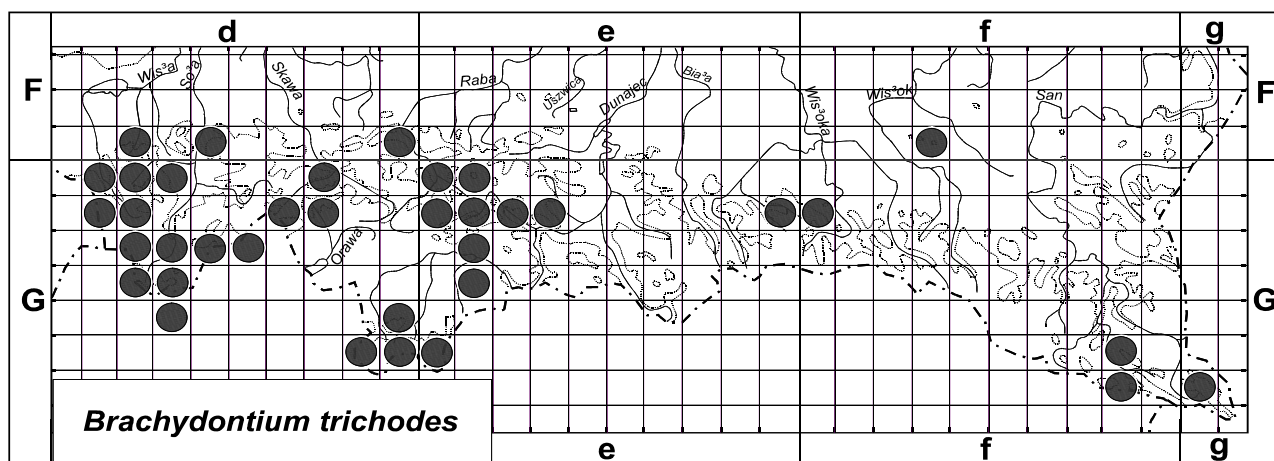 d e f g
F F
Wis³a So³a Skawa Raba Uszwica Dunajec Bia³a Wis³oka Wis³ok San
Orawa
G G
Brachydontium trichodes
e f g